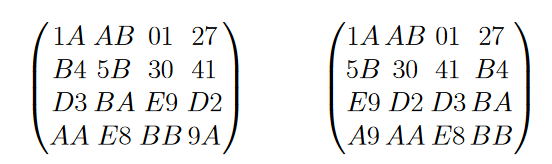 1A AB 01 27 1A AB 01 27
B4 5B 30 41 5B 30 41 B4
D3 BA E9 D2 E9 D2 D3 BA
AA E8 BB 9A A9 AA E8 BB